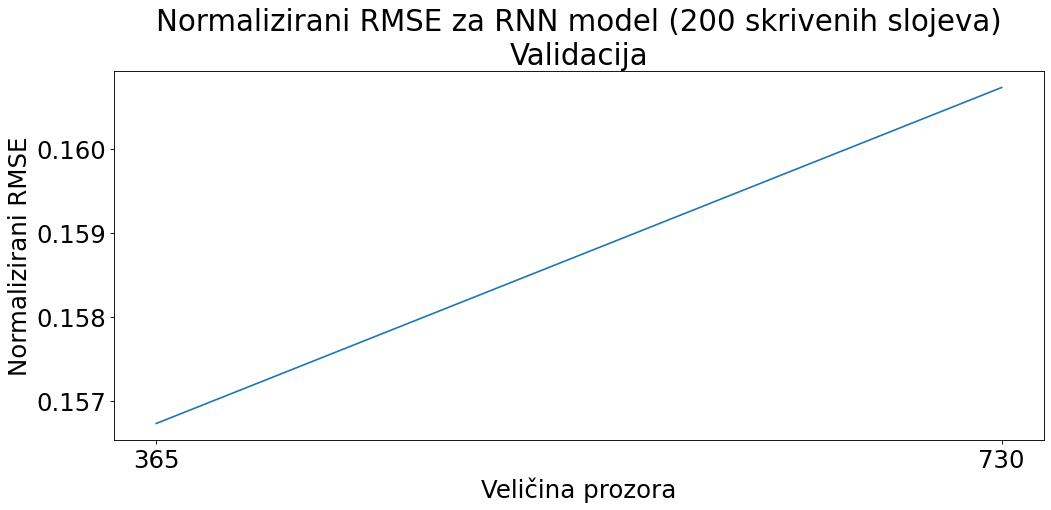 Normalizirani RMSE za RNN model (200 skrivenih slojeva)
Validacija
Normalizirani RMSE
0.160
0.159
0.158
0.157
365
730
Veličina prozora